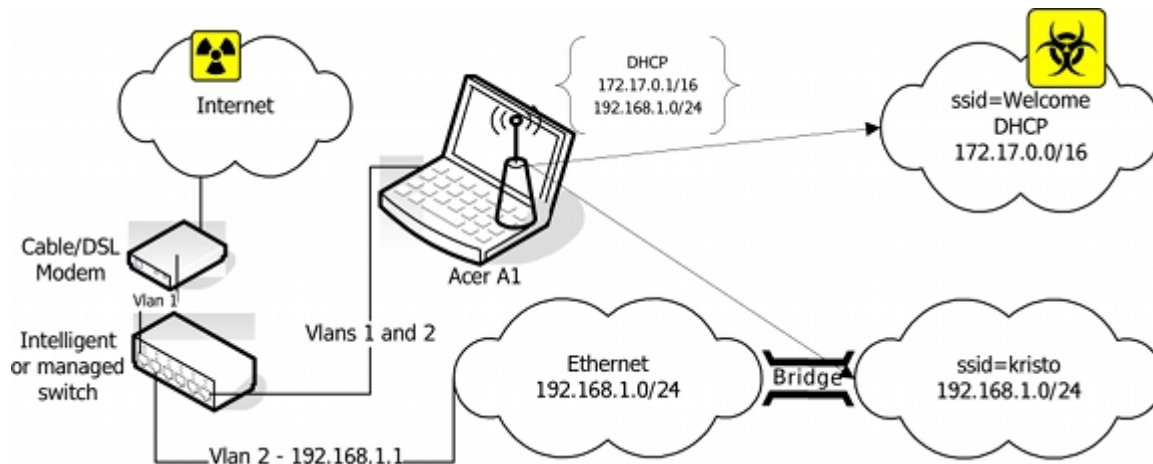 Internet
DHCP
172.17.0.1/16
192.168.1.0/24
ssid=Welcome
DHCP
172.17.0.0/16
Cable/DSL
Modem
Acer A1
Vlan 1
Intelligent
or managed
switch
Vlans 1 and 2
Ethernet
192.168.1.0/24
Bridge
ssid=kristo
192.168.1.0/24
Vlan 2 - 192.168.1.1